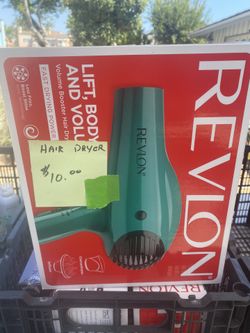 REVLON
LIFT, BODY
AND VOLU
Volume Booster Hair Dry
FAST DRYING POWER
HAIR DRYER
$10.00
REVLON